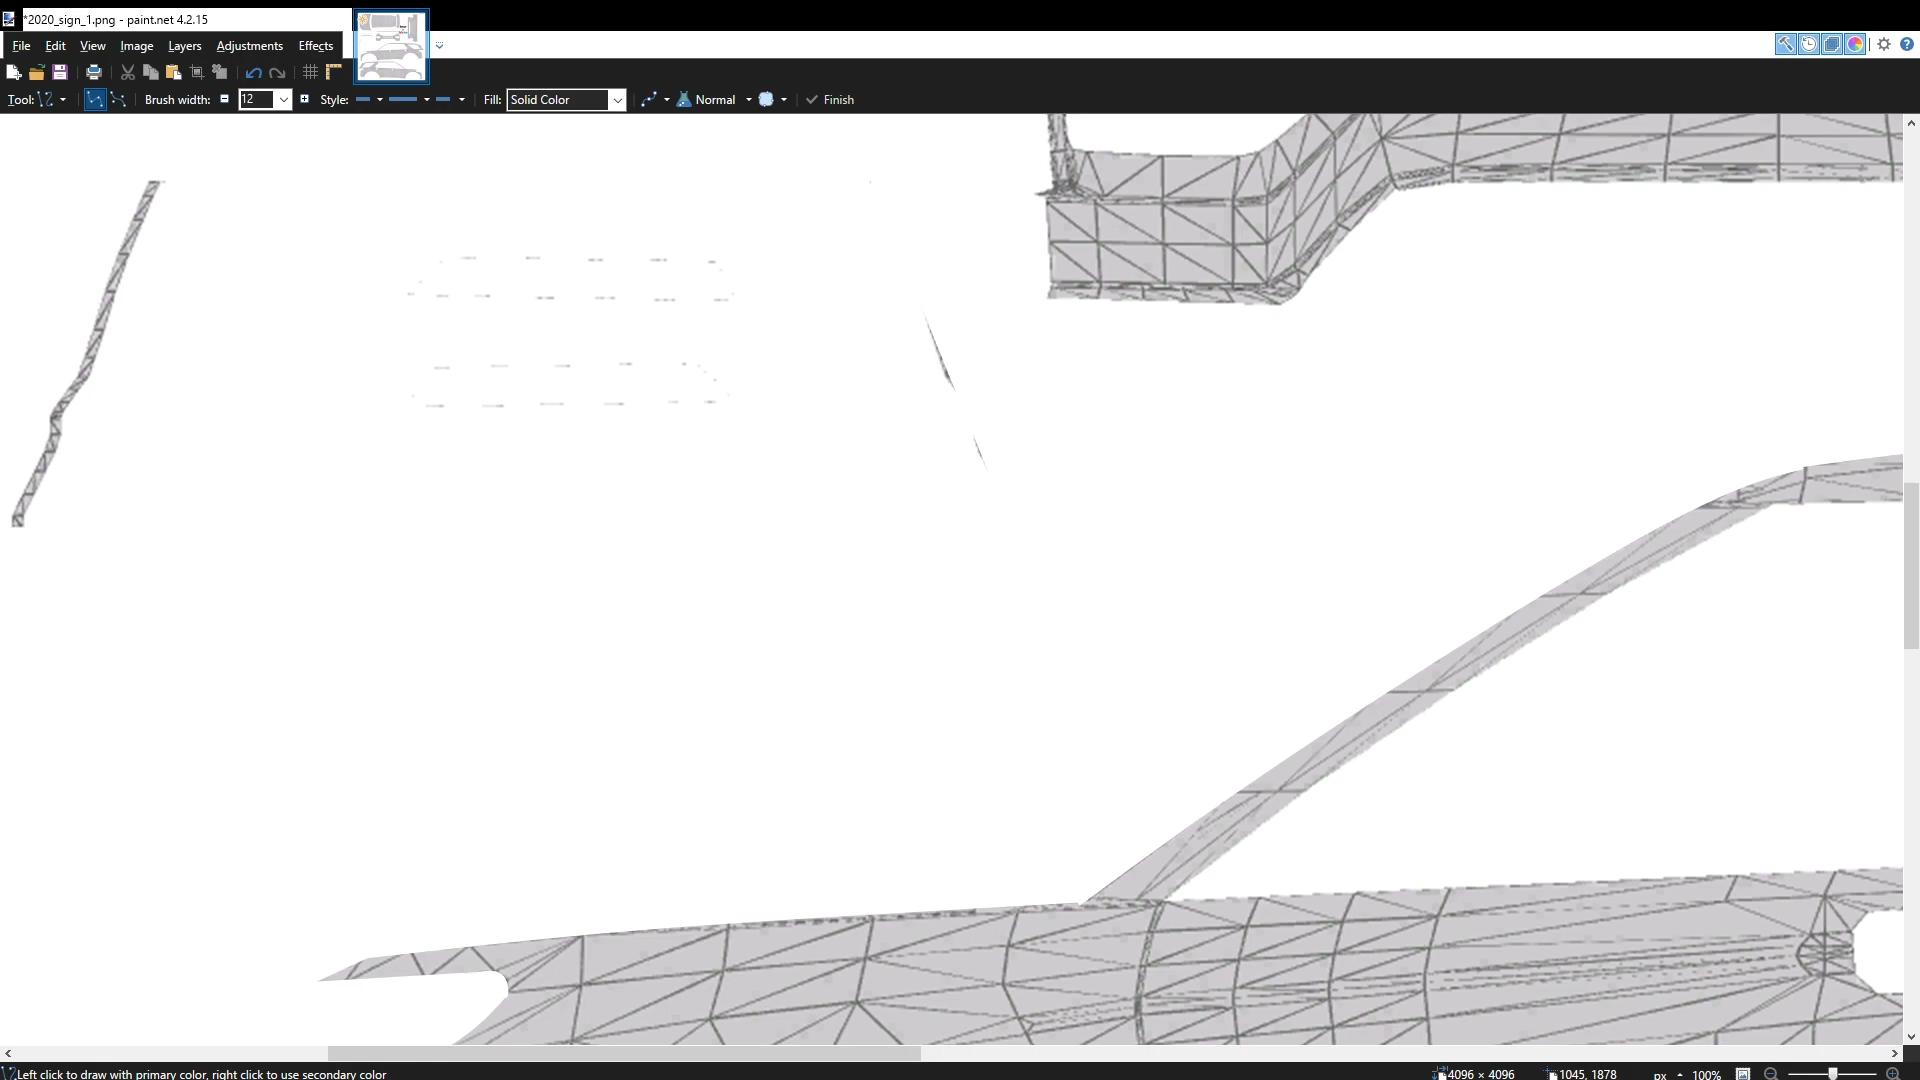 *2020_sign_1.png - paint.net 4.2.15
File Edit View Image Layers Adjustments Effects
Tool: Brush width: 12 Style: Fill: Solid Color Normal Finish
Left click to draw with primary color, right click to use secondary color 4096 × 4096 1045, 1878 px 100%